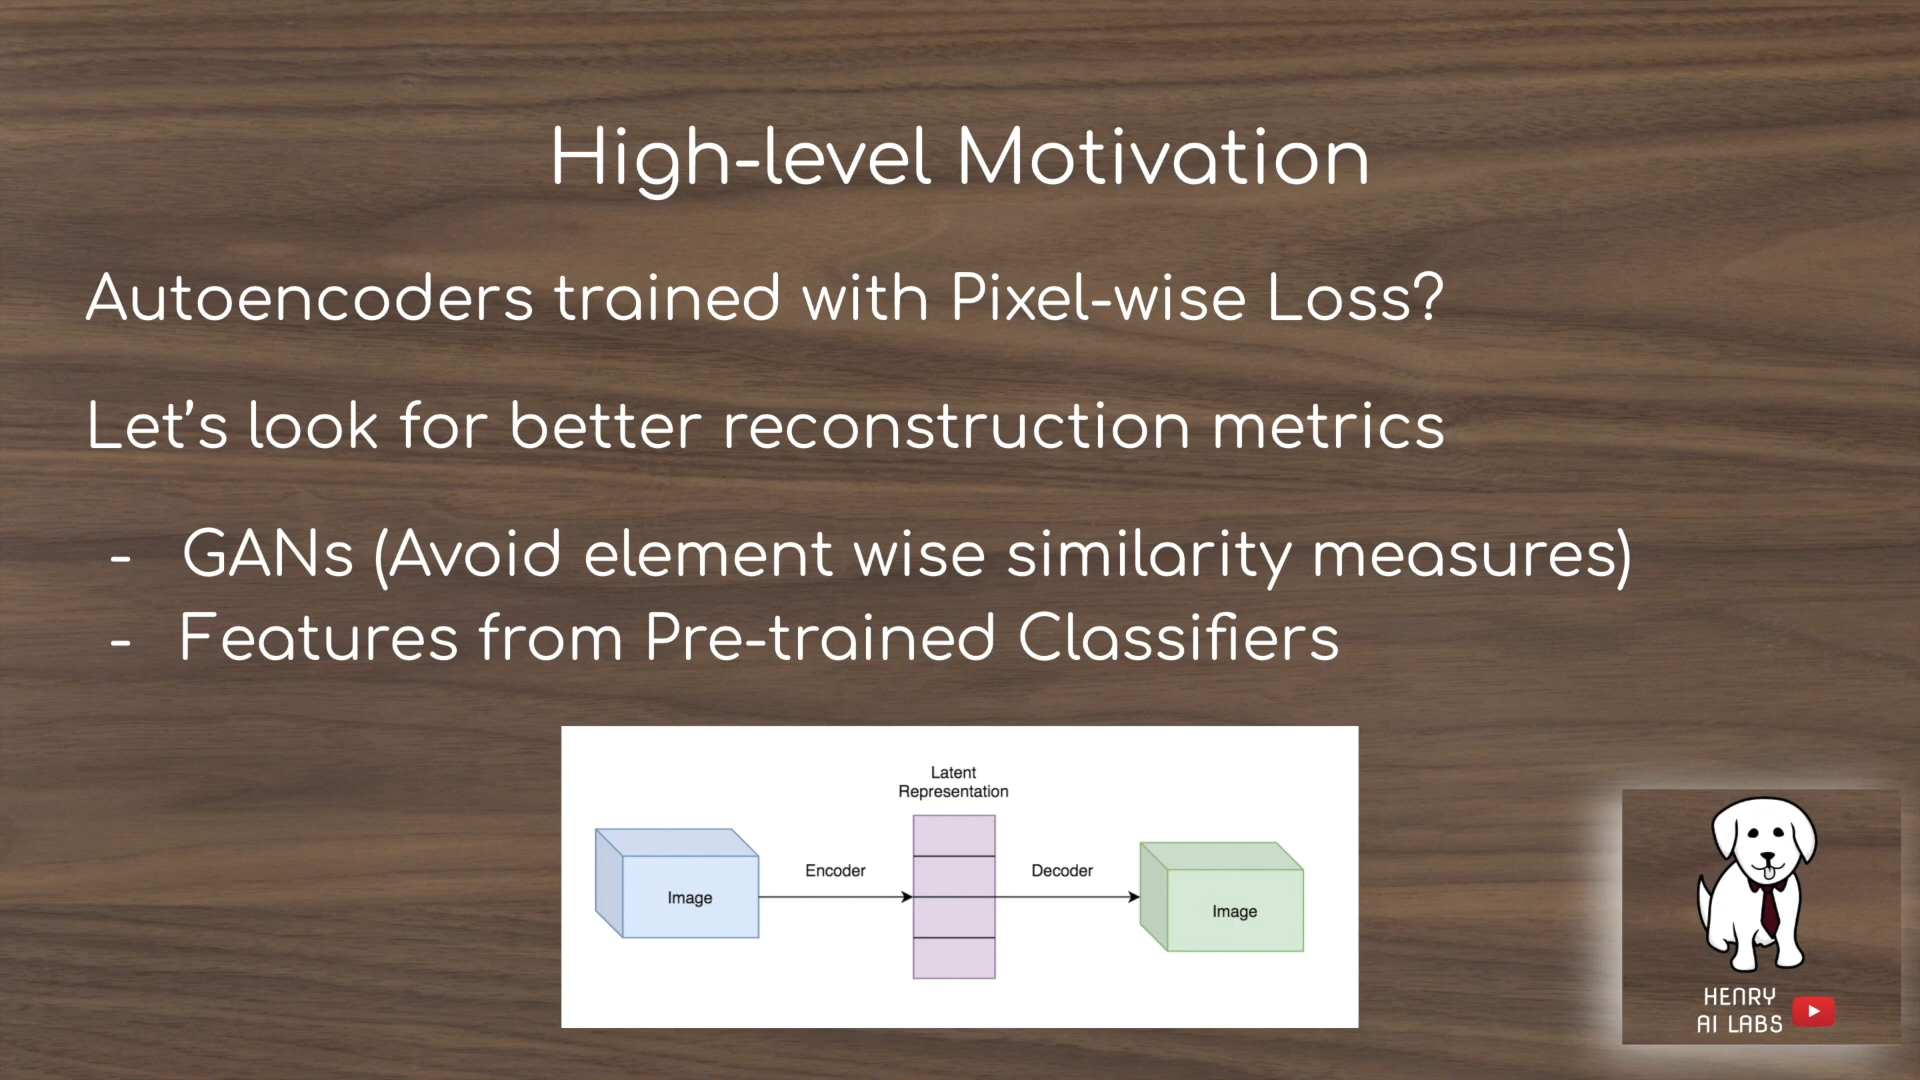 High-level Motivation
Autoencoders trained with Pixel-wise Loss?
Let's look for better reconstruction metrics
- GANs (Avoid element wise similarity measures)
- Features from Pre-trained Classifiers
Latent
Representation
Image
Encoder
Decoder
Image
HENRY
AI LABS